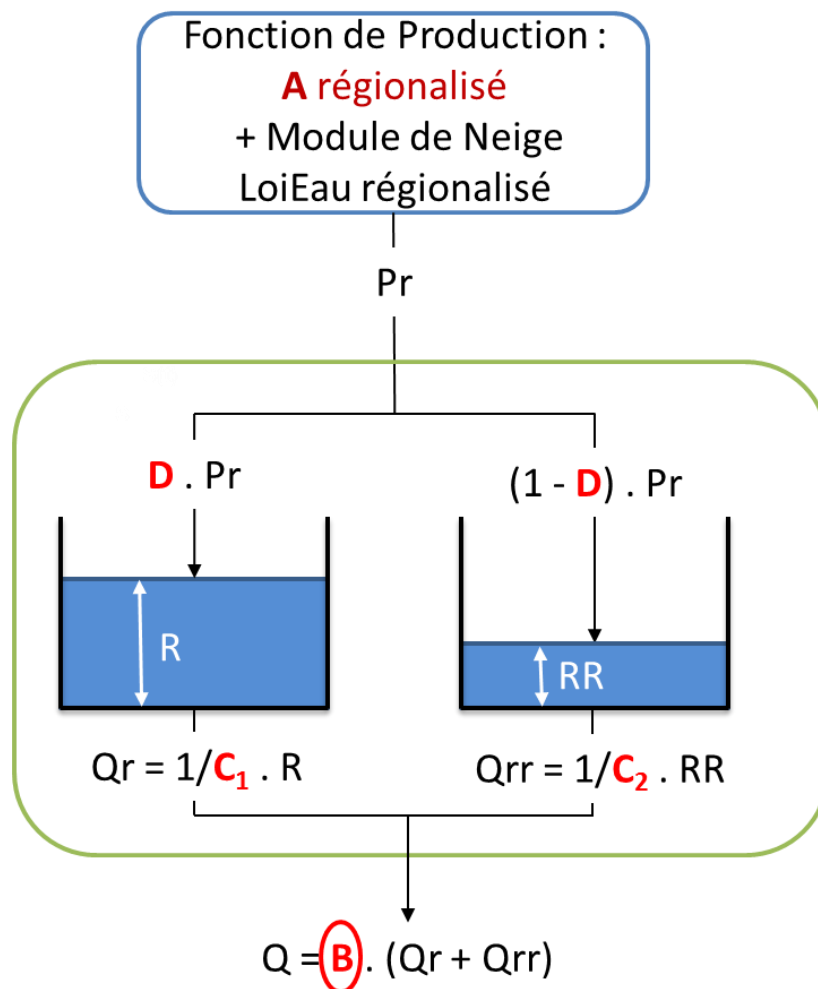 Fonction de Production :
A régionalisé
+ Module de Neige
LoiEau régionalisé
Pr
D . Pr
(1 - D) . Pr
R
RR
Qr = 1/C₁ . R
Qrr = 1/C₂ . RR
Q = B . (Qr + Qrr)